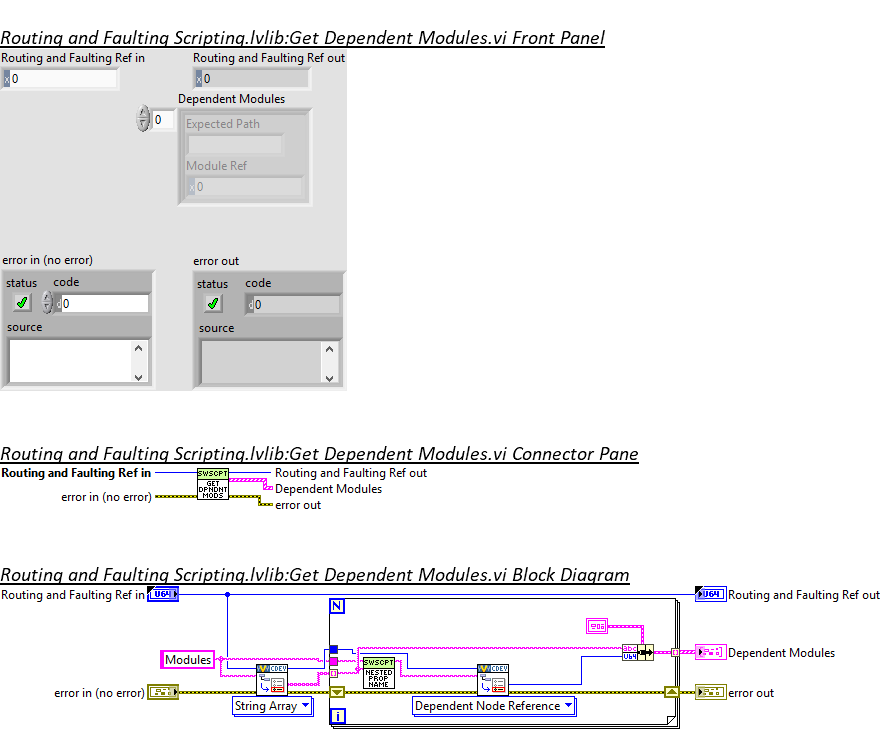 Routing and Faulting Scripting.lvlib:Get Dependent Modules.vi Front Panel
Routing and Faulting Ref in
Routing and Faulting Ref out
x 0
x 0
Dependent Modules
0
Expected Path
Module Ref
x 0
error in (no error)
error out
status
code
status
code
d 0
d 0
source
source
Routing and Faulting Scripting.lvlib:Get Dependent Modules.vi Connector Pane
Routing and Faulting Ref in
SWSCPT
GET
DPNDNT
MODS
Routing and Faulting Ref out
Dependent Modules
error in (no error)
error out
Routing and Faulting Scripting.lvlib:Get Dependent Modules.vi Block Diagram
Routing and Faulting Ref in
U64
U64
Routing and Faulting Ref out
N
abc
U64
Dependent Modules
Modules
CDEV
SWSCPT
NESTED
PROP
NAME
CDEV
error in (no error)
error out
String Array
Dependent Node Reference
i